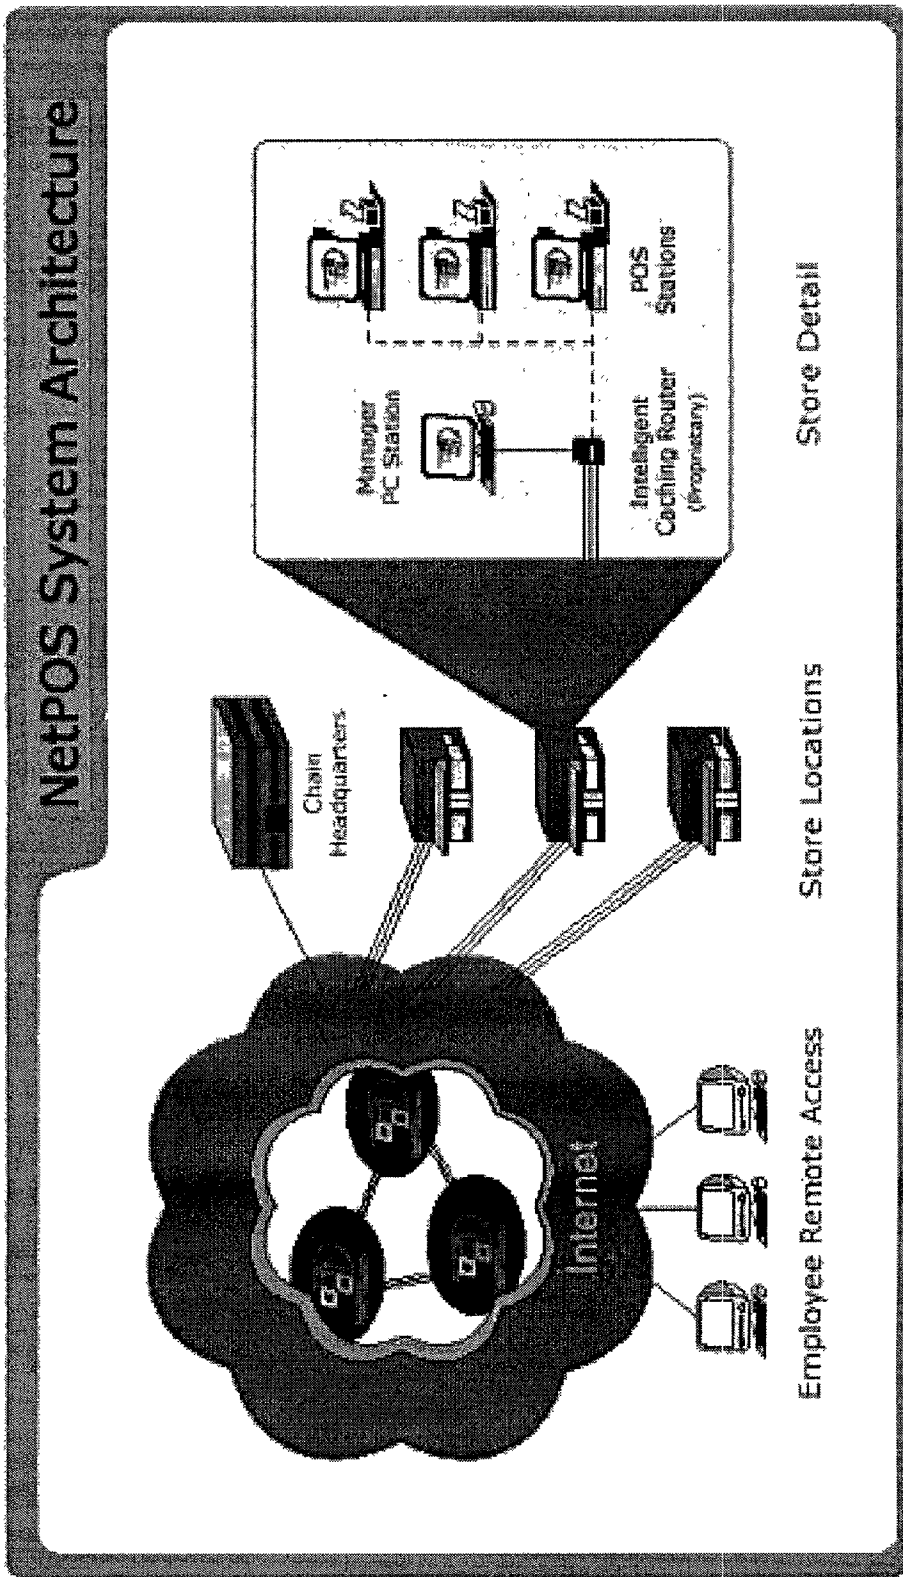 NetPOS System Architecture
Chain
Headquarters
Manager
PC Station
POS
Stations
Intelligent
Caching Router
(Proprietary)
Internet
Employee Remote Access
Store Locations
Store Detail